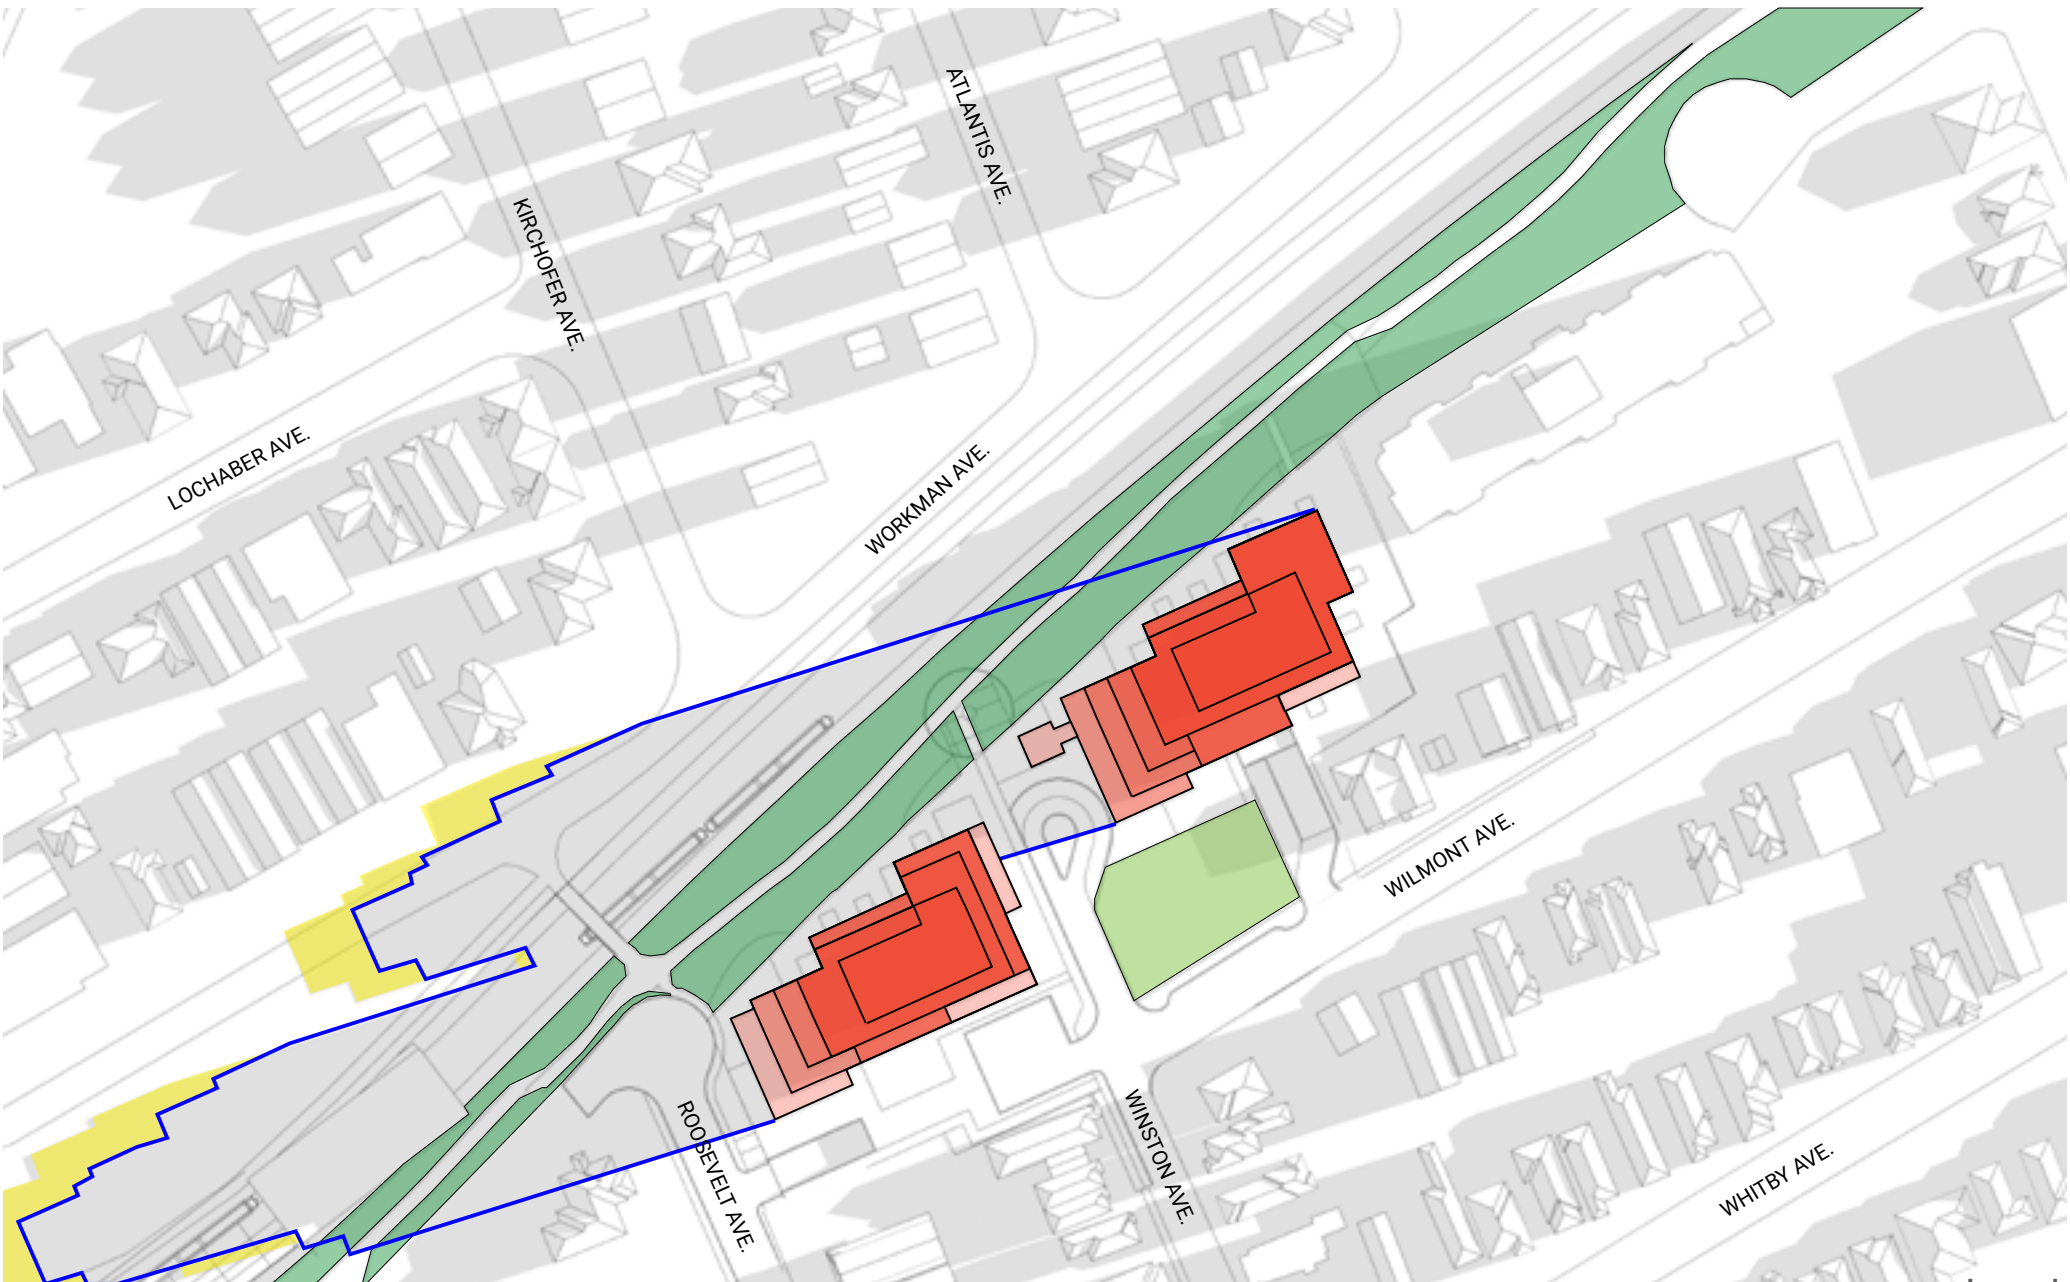 ATLANTIS AVE.
KIRCHOFER AVE.
LOCHABER AVE.
WORKMAN AVE.
WILMONT AVE.
ROOSEVELT AVE.
WINSTON AVE.
WHITBY AVE.